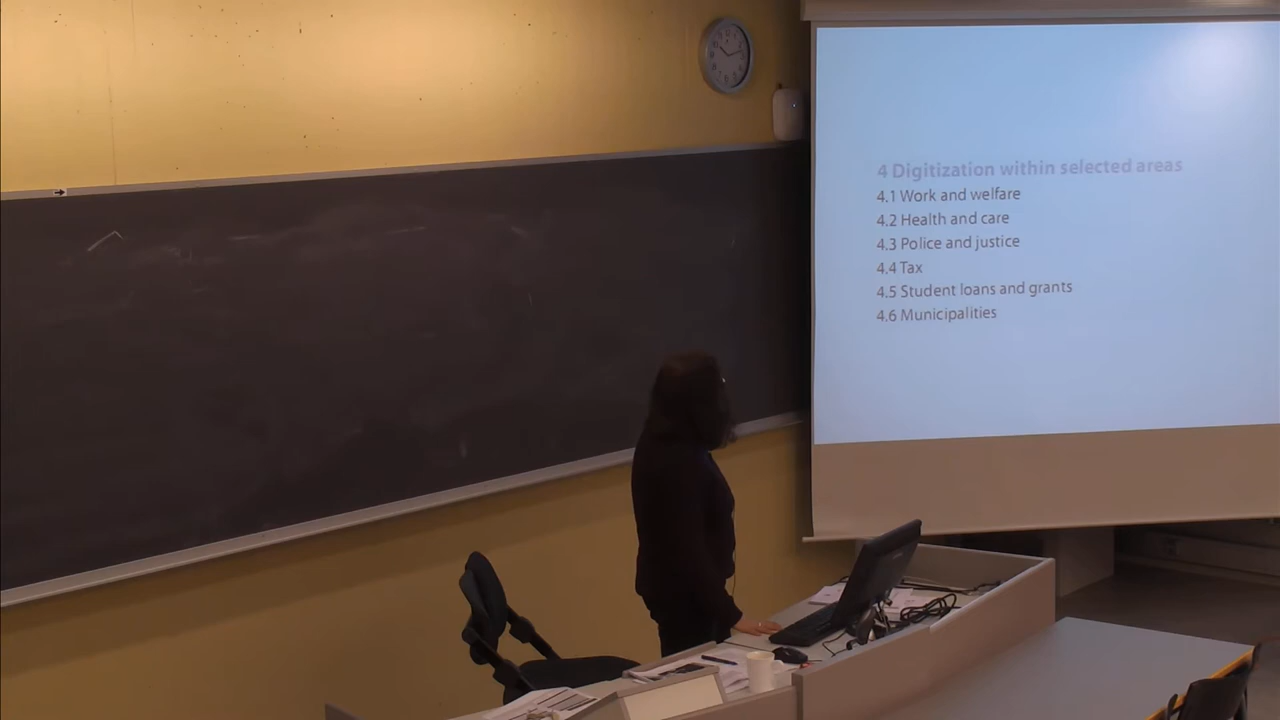 4 Digitization within selected areas
4.1 Work and welfare
4.2 Health and care
4.3 Police and justice
4.4 Tax
4.5 Student loans and grants
4.6 Municipalities